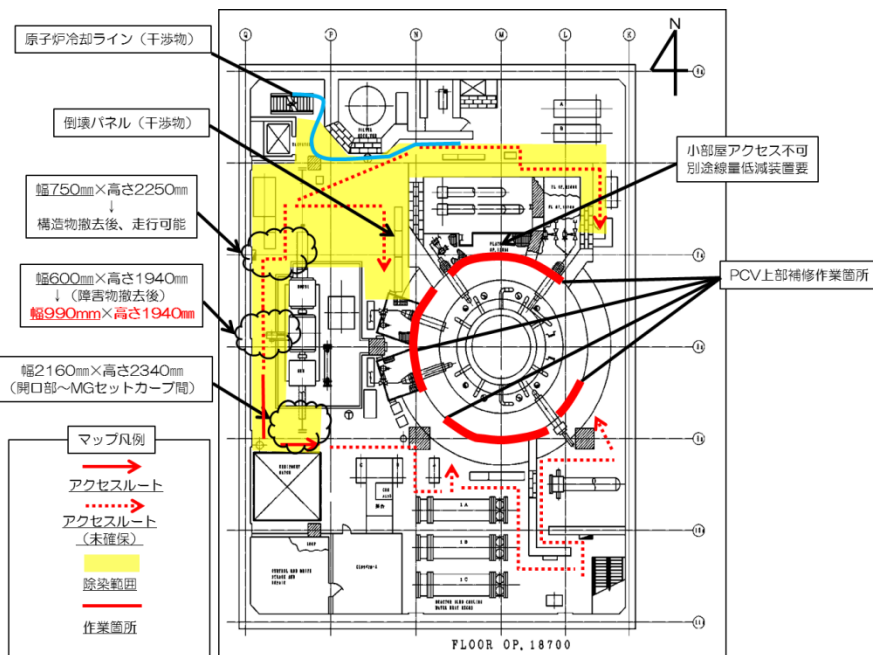 原子炉冷却ライン（干渉物）
倒壊パネル（干渉物）
幅750㎜×高さ2250㎜
↓
構造物撤去後、走行可能
幅600㎜×高さ1940㎜
↓（障害物撤去後）
幅990mm×高さ1940㎜
幅2160㎜×高さ2340㎜
（開口部～MGセットカーブ間）
マップ凡例
アクセスルート
アクセスルート
（未確保）
除染範囲
作業箇所
N
小部屋アクセス不可
別途線量低減装置要
PCV上部補修作業箇所
Q
P
N
M
L
K
1A
1B
1C
FLOOR OP. 18700